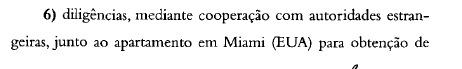 6) diligências, mediante cooperação com autoridades estran-
geiras, junto ao apartamento em Miami (EUA) para obtenção de